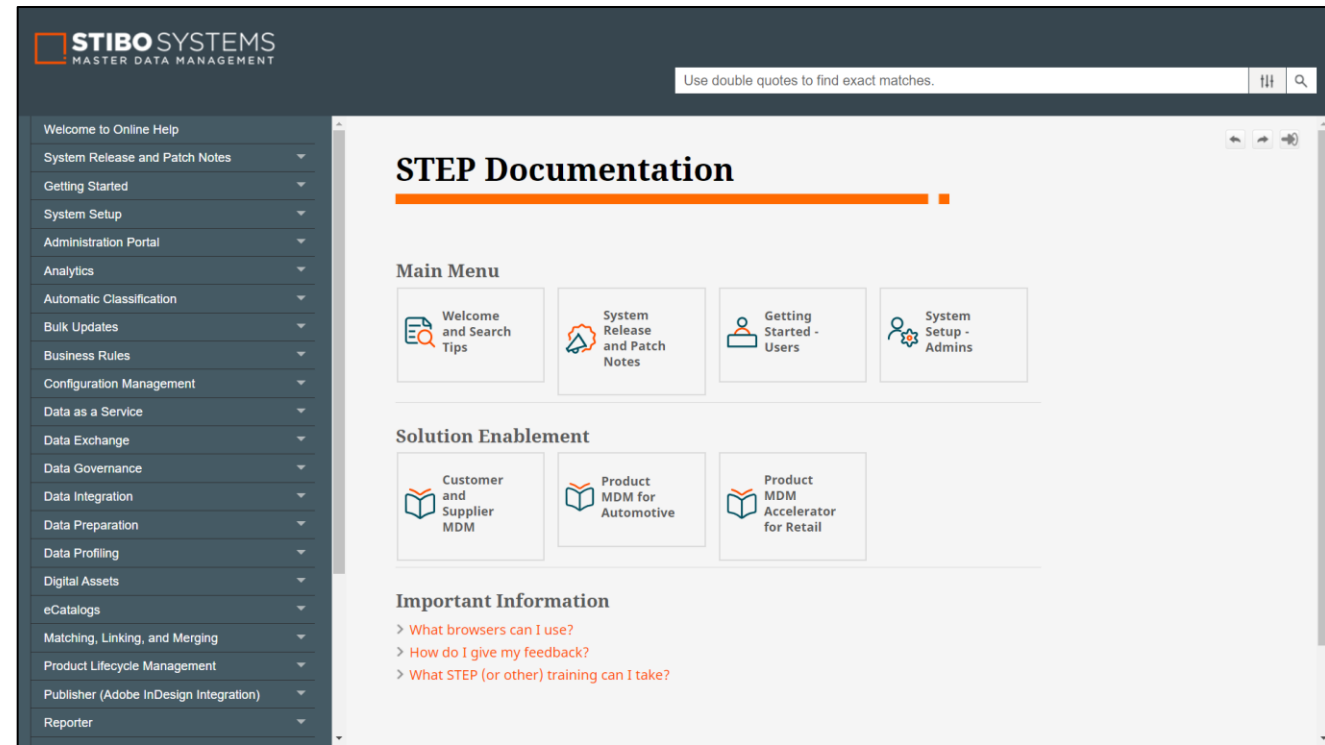 STIBO SYSTEMS
MASTER DATA MANAGEMENT
Use double quotes to find exact matches.
Welcome to Online Help
System Release and Patch Notes
Getting Started
System Setup
Administration Portal
Analytics
Automatic Classification
Bulk Updates
Business Rules
Configuration Management
Data as a Service
Data Exchange
Data Governance
Data Integration
Data Preparation
Data Profiling
Digital Assets
eCatalogs
Matching, Linking, and Merging
Product Lifecycle Management
Publisher (Adobe InDesign Integration)
Reporter
STEP Documentation
Main Menu
Welcome
and Search
Tips
System
Release
and Patch
Notes
Getting
Started -
Users
System
Setup -
Admins
Solution Enablement
Customer
and
Supplier
MDM
Product
MDM for
Automotive
Product
MDM
Accelerator
for Retail
Important Information
What browsers can I use?
How do I give my feedback?
What STEP (or other) training can I take?